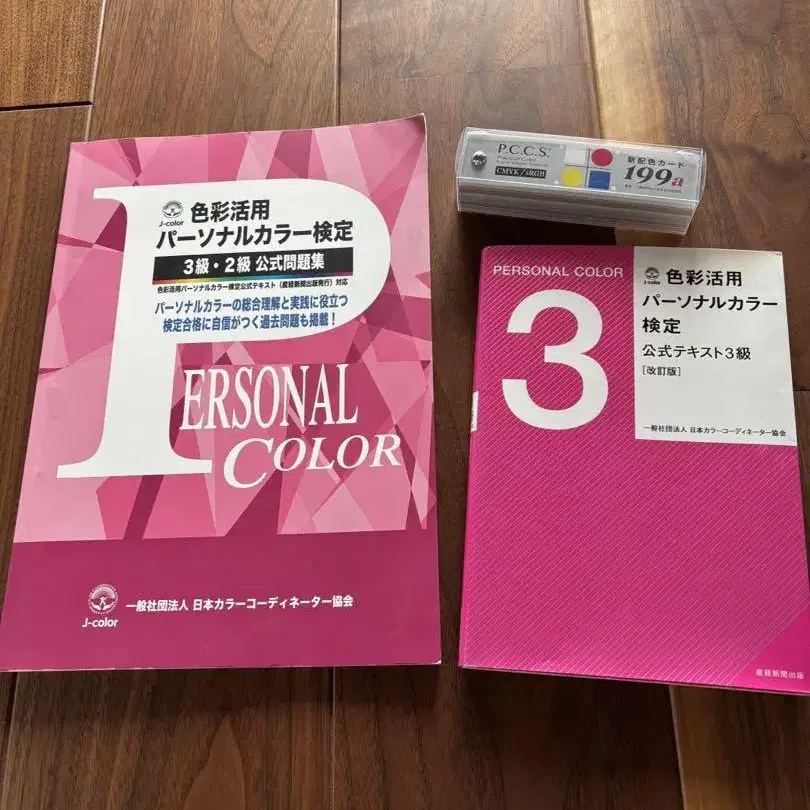 J-color
色彩活用
パーソナルカラー検定
3級・2級 公式問題集
色彩活用パーソナルカラー検定公式テキスト（産経新聞出版発行）対応
パーソナルカラーの総合理解と実践に役立つ
検定合格に自信がつく過去問題も掲載！
PERSONAL
COLOR
J-color
一般社団法人 日本カラーコーディネーター協会
P.C.C.S.
CMYK/sRGB
新配色カード
199a
PERSONAL COLOR
3
J-color
色彩活用
パーソナルカラー
検定
公式テキスト3級
[改訂版]
一般社団法人 日本カラーコーディネーター協会
産経新聞出版